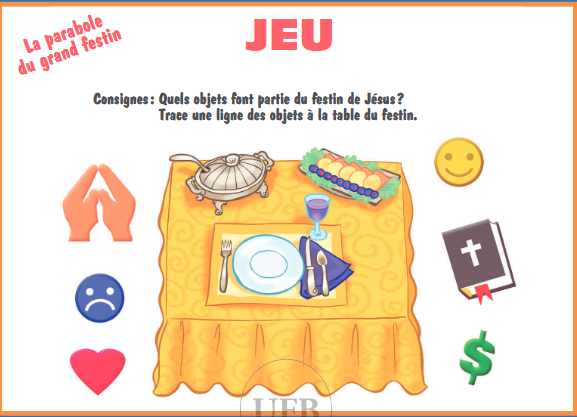 La parabole
du grand festin
JEU
Consignes: Quels objets font partie du festin de Jésus?
Trace une ligne des objets à la table du festin.
$
UEB